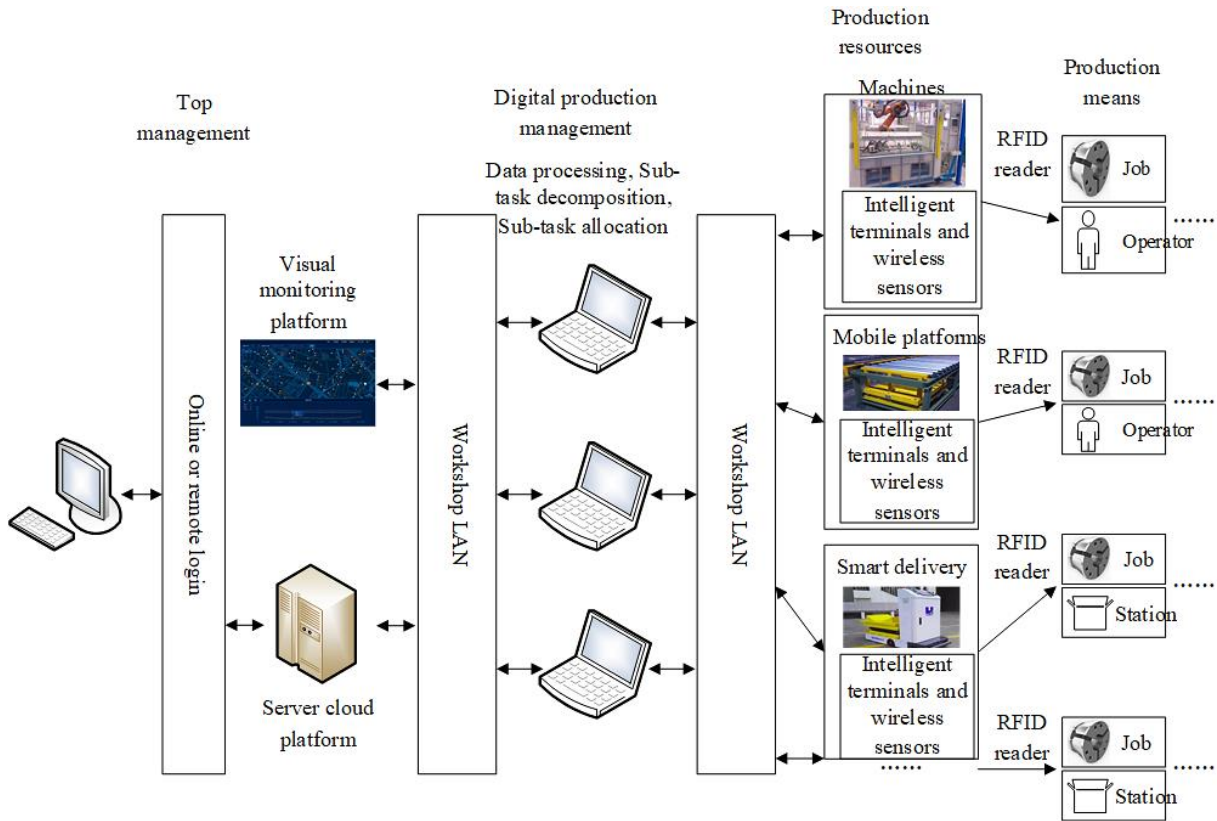 Top
management
Online or remote login
Visual
monitoring
platform
Server cloud
platform
Workshop LAN
Digital production
management
Data processing, Sub-
task decomposition,
Sub-task allocation
Workshop LAN
Production
resources
Machines
Intelligent
terminals and
wireless
sensors
Mobile platforms
Intelligent
terminals and
wireless
sensors
Smart delivery
Intelligent
terminals and
wireless
sensors
......
Production
means
RFID
reader
Job
Operator
......
RFID
reader
Job
Operator
......
RFID
reader
Job
Station
......
RFID
reader
Job
Station
......